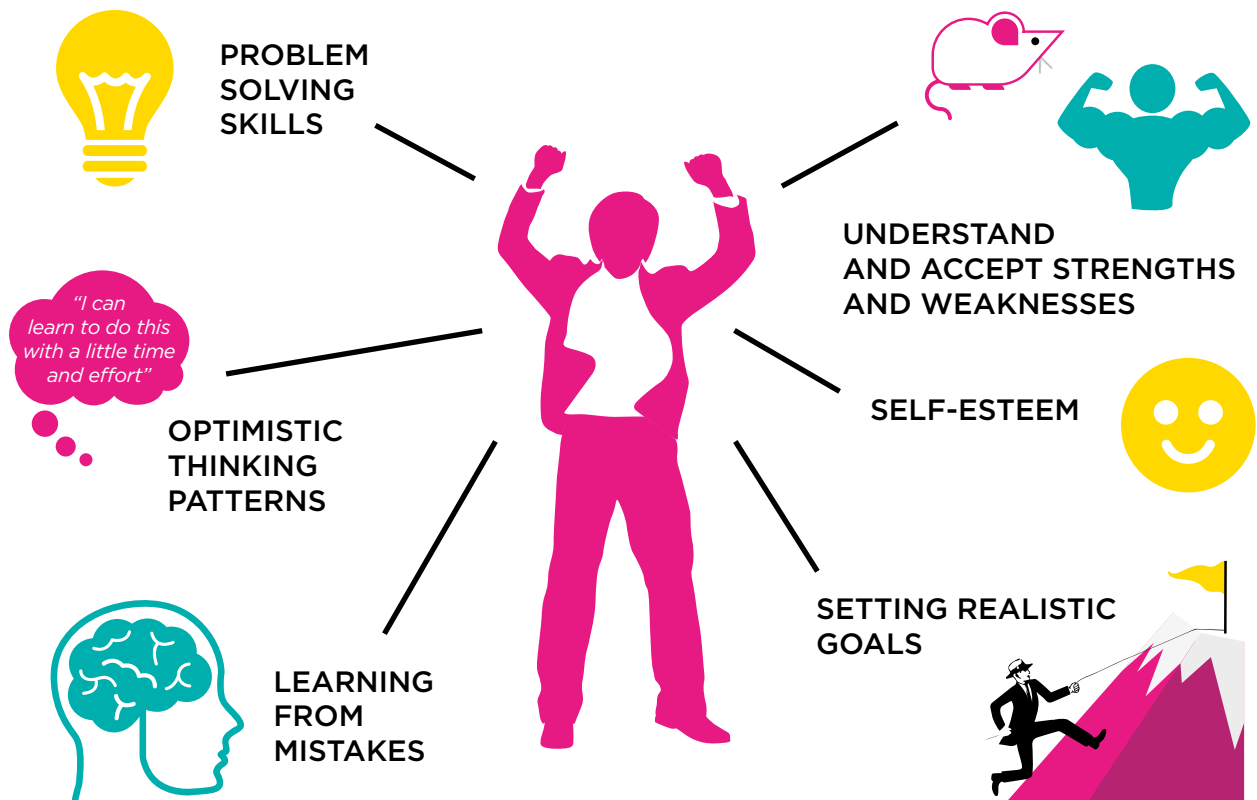 PROBLEM
SOLVING
SKILLS
UNDERSTAND
AND ACCEPT STRENGTHS
AND WEAKNESSES
“I can
learn to do this
with a little time
and effort”
OPTIMISTIC
THINKING
PATTERNS
SELF-ESTEEM
SETTING REALISTIC
GOALS
LEARNING
FROM
MISTAKES